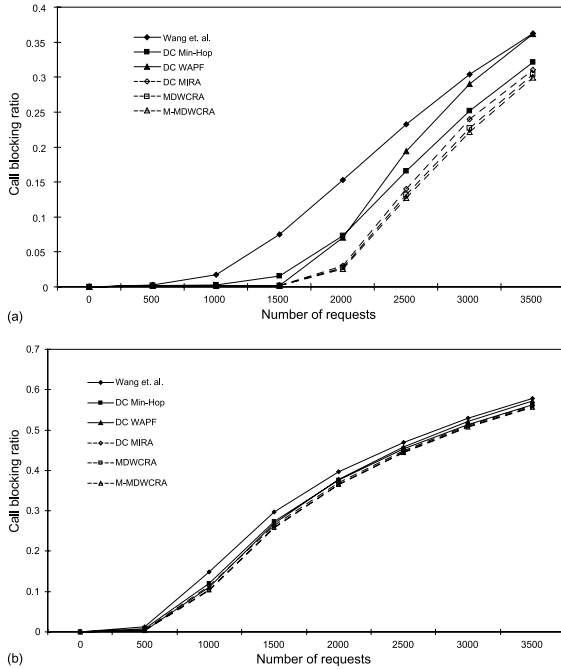 0.4
0.35
0.3
0.25
0.2
0.15
0.1
0.05
0
Call blocking ratio
Wang et. al.
DC Min-Hop
DC WAPF
DC MIRA
MDWCRA
M-MDWCRA
0 500 1000 1500 2000 2500 3000 3500
(a) Number of requests
0.7
0.6
0.5
0.4
0.3
0.2
0.1
0
Call blocking ratio
Wang et. al.
DC Min-Hop
DC WAPF
DC MIRA
MDWCRA
M-MDWCRA
0 500 1000 1500 2000 2500 3000 3500
(b) Number of requests